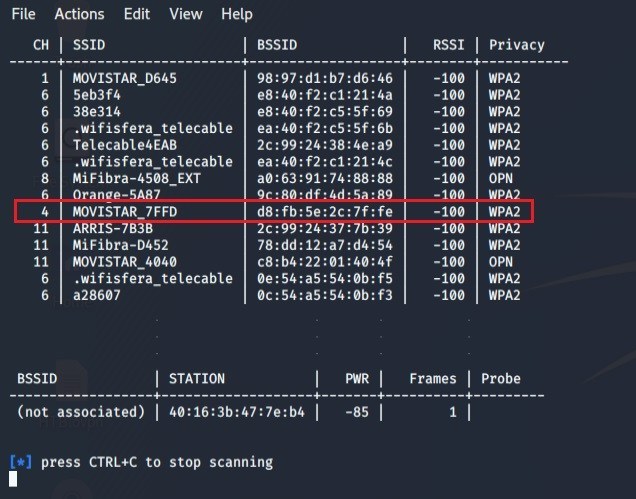 File Actions Edit View Help
CH | SSID | BSSID | RSSI | Privacy
1 | MOVISTAR_D645 | 98:97:d1:b7:d6:46 | -100 | WPA2
6 | 5eb3f4 | e8:40:f2:c1:21:4a | -100 | WPA2
6 | 38e314 | e8:40:f2:c5:5f:69 | -100 | WPA2
6 | .wifisfera_telecable | ea:40:f2:c5:5f:6b | -100 | WPA2
6 | Telecable4EAB | 2c:99:24:38:4e:a9 | -100 | WPA2
6 | .wifisfera_telecable | ea:40:f2:c1:21:4c | -100 | WPA2
8 | MiFibra-4508_EXT | a0:63:91:74:88:88 | -100 | OPN
6 | Orange-5A87 | 9c:80:df:4d:5a:89 | -100 | WPA2
4 | MOVISTAR_7FFD | d8:fb:5e:2c:7f:fe | -100 | WPA2
11 | ARRIS-7B3B | 2c:99:24:37:7b:39 | -100 | WPA2
11 | MiFibra-D452 | 78:dd:12:a7:d4:54 | -100 | WPA2
11 | MOVISTAR_4040 | c8:b4:22:01:40:4f | -100 | OPN
6 | .wifisfera_telecable | 0e:54:a5:54:0b:f5 | -100 | WPA2
6 | a28607 | 0c:54:a5:54:0b:f3 | -100 | WPA2
BSSID | STATION | PWR | Frames | Probe
(not associated) | 40:16:3b:47:7e:b4 | -85 | 1 |
[*] press CTRL+C to stop scanning